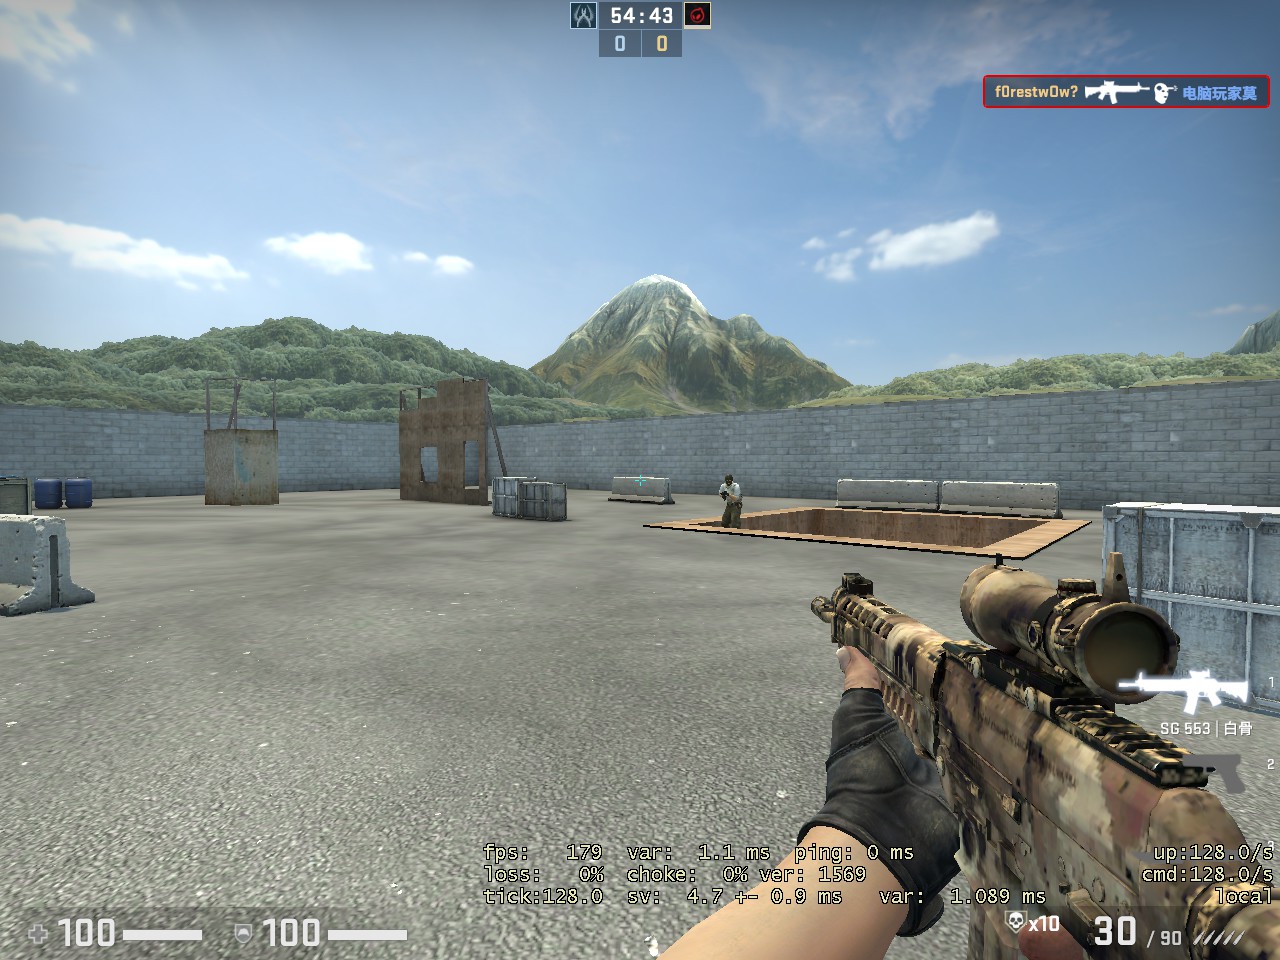 54:43
0 0
f0restw0w? 电脑玩家莫
1
SG 553 | 白骨
2
fps: 179 var: 1.1 ms ping: 0 ms
up:128.0/s
loss: 0% choke: 0% ver: 1569
cmd:128.0/s
tick:128.0 sv: 4.7 +- 0.9 ms var: 1.089 ms
local
100 100
x10 30 / 90